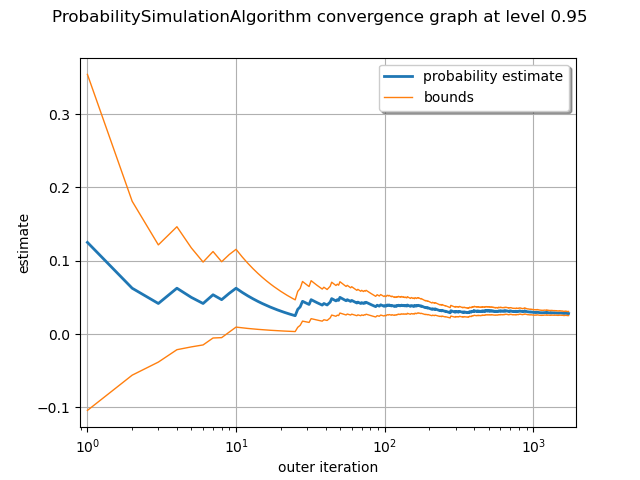 ProbabilitySimulationAlgorithm convergence graph at level 0.95
probability estimate
bounds
0.3
0.2
0.1
0.0
−0.1
estimate
10⁰ 10¹ 10² 10³
outer iteration